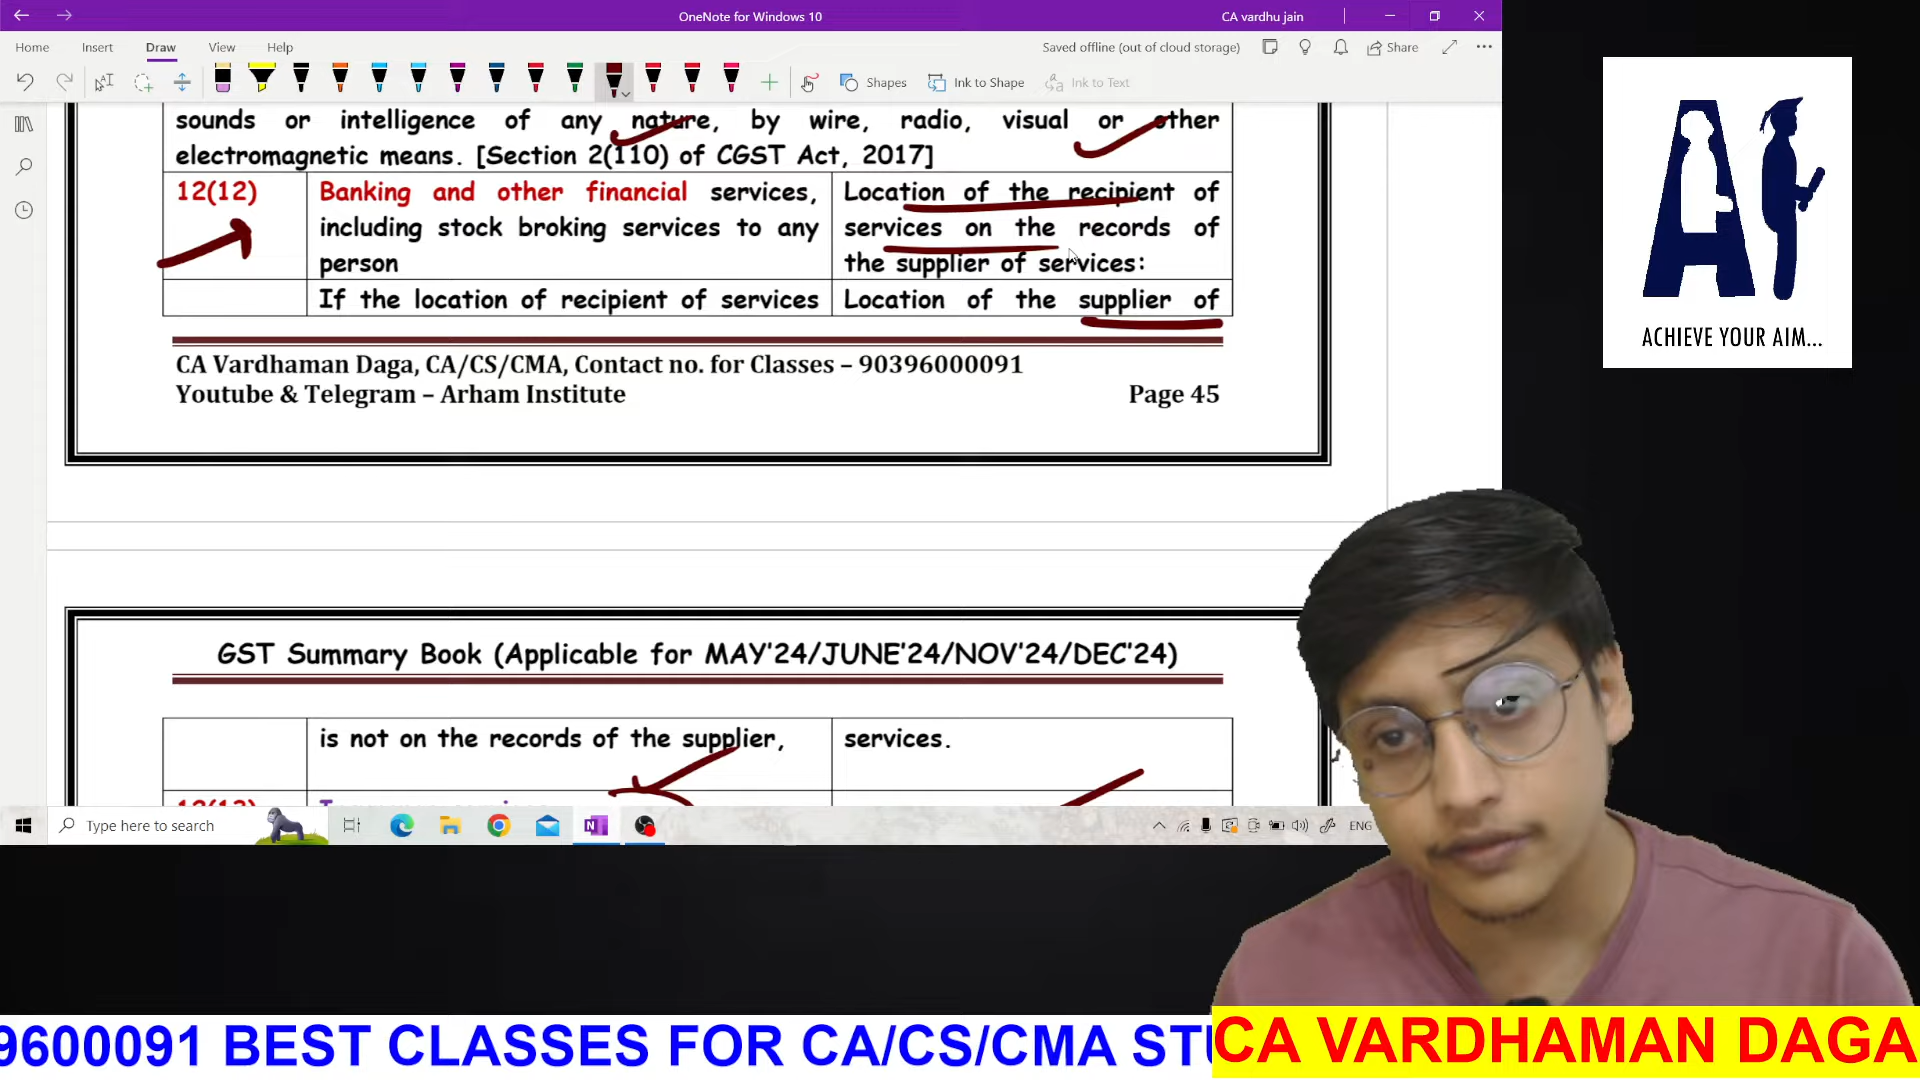 OneNote for Windows 10
CA vardhu jain
Home Insert Draw View Help
Saved offline (out of cloud storage)
Share
Shapes
Ink to Shape
Ink to Text
sounds or intelligence of any nature, by wire, radio, visual or other
electromagnetic means. [Section 2(110) of CGST Act, 2017]
12(12)
Banking and other financial services,
including stock broking services to any
person
Location of the recipient of
services on the records of
the supplier of services:
If the location of recipient of services
Location of the supplier of
CA Vardhaman Daga, CA/CS/CMA, Contact no. for Classes – 90396000091
Youtube & Telegram – Arham Institute
Page 45
GST Summary Book (Applicable for MAY'24/JUNE'24/NOV'24/DEC'24)
is not on the records of the supplier,
services.
12(13)
Type here to search
ENG
ACHIEVE YOUR AIM...
9600091 BEST CLASSES FOR CA/CS/CMA
CA VARDHAMAN DAGA